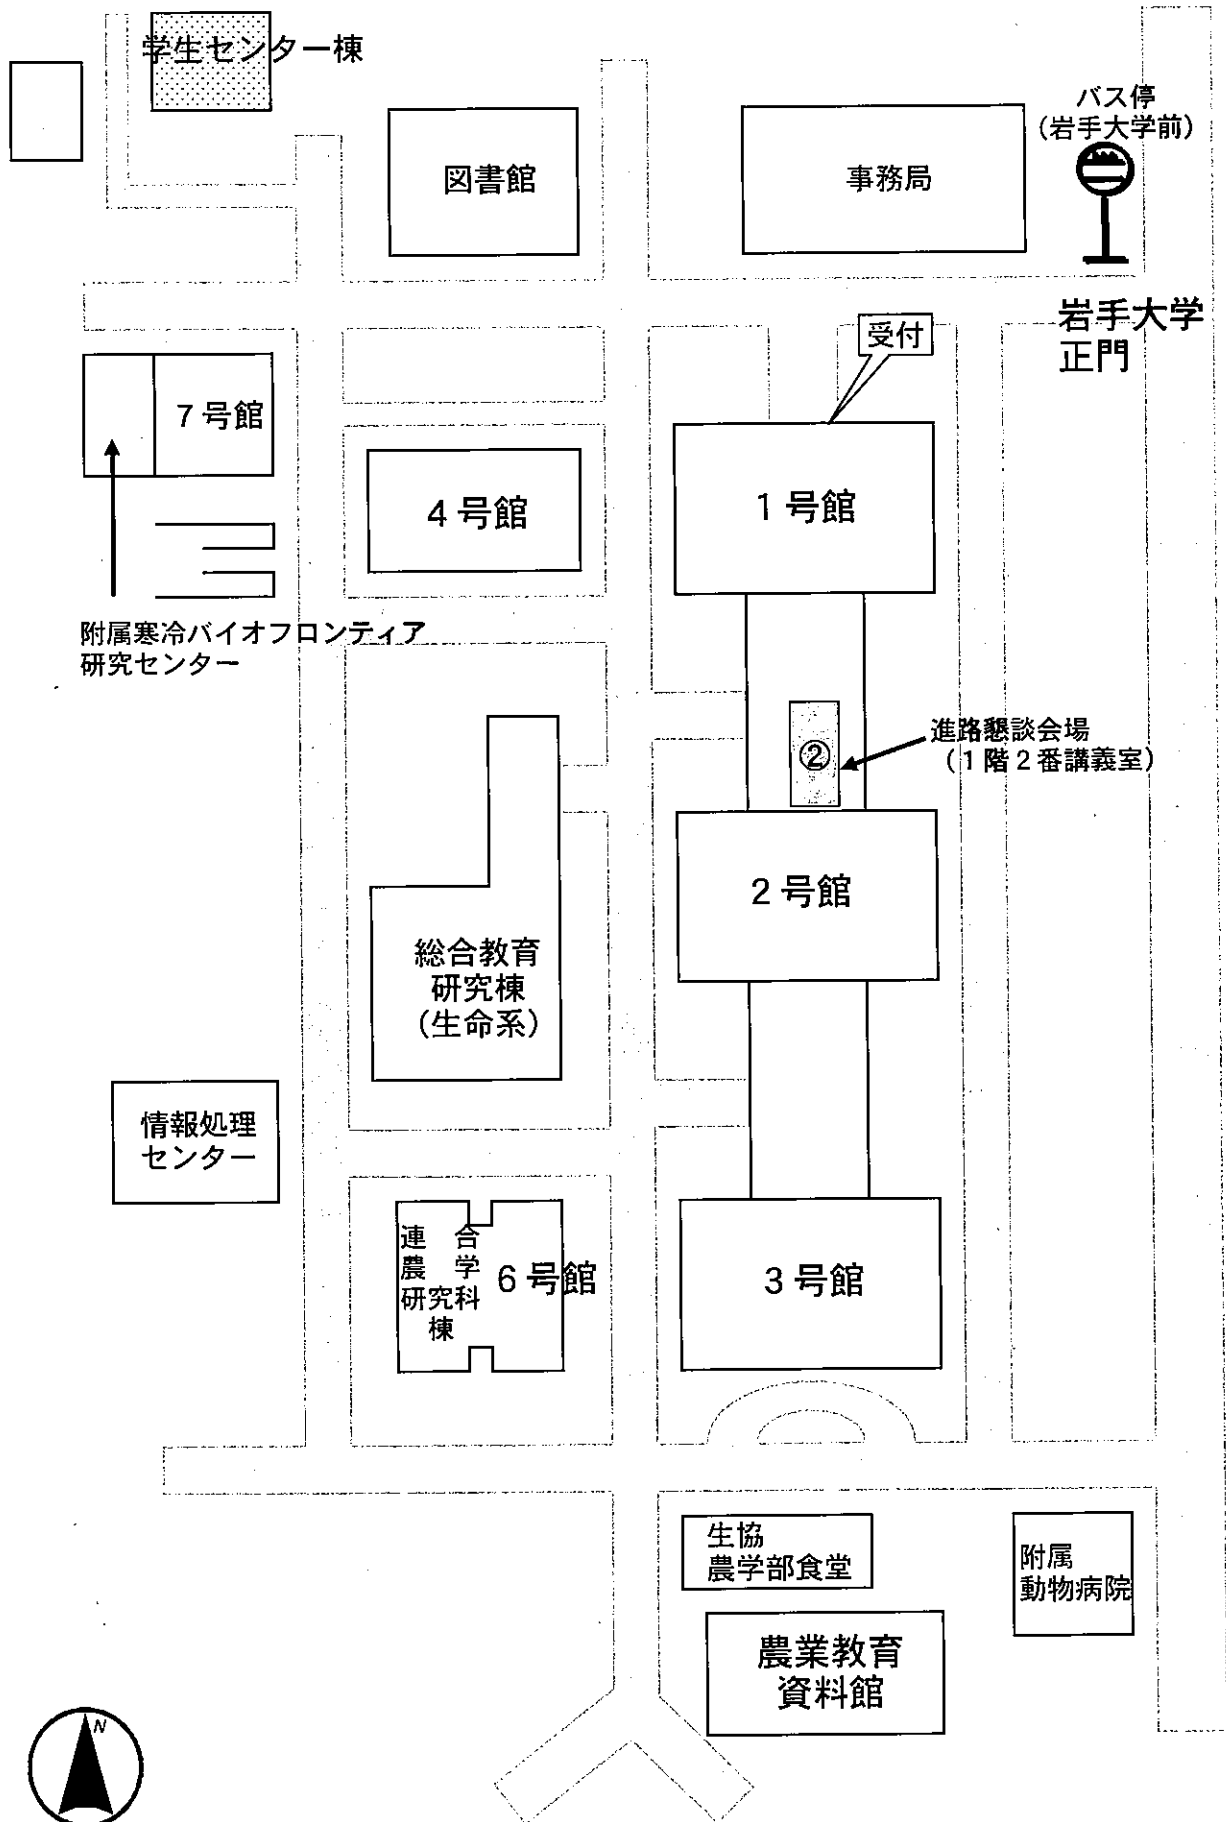 学生センター棟
図書館
事務局
バス停
（岩手大学前）
岩手大学
正門
受付
７号館
４号館
１号館
附属寒冷バイオフロンティア
研究センター
②
進路懇談会場
（１階２番講義室）
２号館
総合教育
研究棟
（生命系）
情報処理
センター
連　合
農　学
研究科
棟
６号館
３号館
生協
農学部食堂
附属
動物病院
農業教育
資料館
N